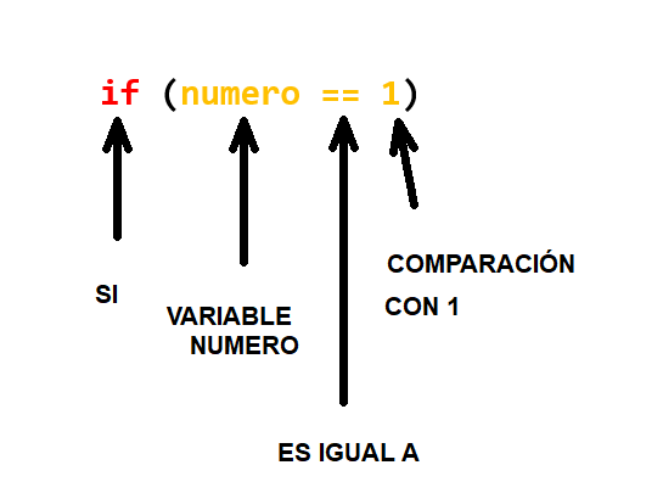 if (numero == 1)
SI
VARIABLE
NUMERO
ES IGUAL A
COMPARACIÓN
CON 1